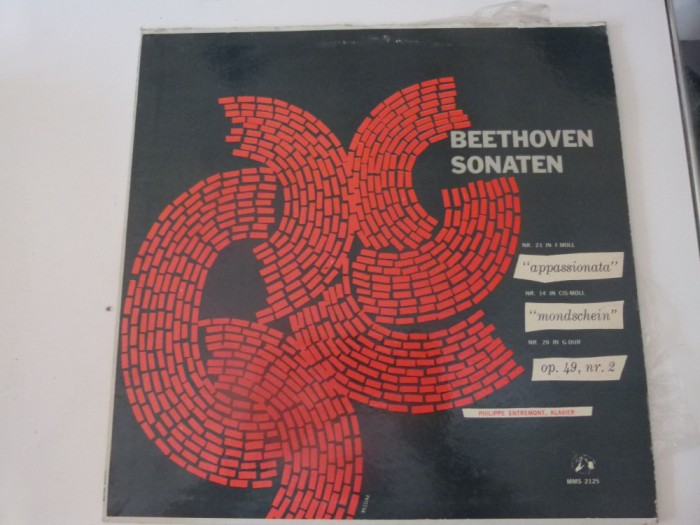 BEETHOVEN
SONATEN
NR. 23 IN F-MOLL
"appassionata"
NR. 14 IN CIS-MOLL
"mondschein"
NR. 20 IN G-DUR
op. 49, nr. 2
PHILIPPE ENTREMONT, KLAVIER
MMS 2125